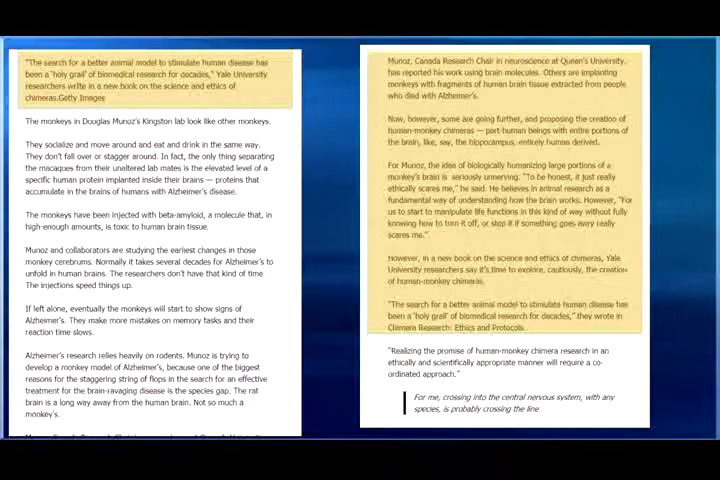 "The search for a better animal model to stimulate human disease has
been a 'holy grail' of biomedical research for decades," Yale University
researchers write in a new book on the science and ethics of
chimeras.Getty Images
The monkeys in Douglas Munoz's Kingston lab look like other monkeys.
They socialize and move around and eat and drink in the same way.
They don't fall over or stagger around. In fact, the only thing separating
the macaques from their unaltered lab mates is the elevated level of a
specific human protein implanted inside their brains — proteins that
accumulate in the brains of humans with Alzheimer's disease.
The monkeys have been injected with beta-amyloid, a molecule that, in
high-enough amounts, is toxic to human brain tissue.
Munoz and collaborators are studying the earliest changes in those
monkey cerebrums. Normally it takes several decades for Alzheimer's to
unfold in human brains. The researchers don't have that kind of time.
The injections speed things up.
If left alone, eventually the monkeys will start to show signs of
Alzheimer's. They make more mistakes on memory tasks and their
reaction time slows.
Alzheimer's research relies heavily on rodents. Munoz is trying to
develop a monkey model of Alzheimer's, because one of the biggest
reasons for the staggering string of flops in the search for an effective
treatment for the brain-ravaging disease is the species gap. The rat
brain is a long way away from the human brain. Not so much a
monkey's.
Munoz, Canada Research Chair in neuroscience at Queen's University,
has reported his work using brain molecules. Others are implanting
monkeys with fragments of human brain tissue extracted from people
who died with Alzheimer's.
Now, however, some are going further, and proposing the creation of
human-monkey chimeras — part-human beings with entire portions of
the brain, like, say, the hippocampus, entirely human derived.
For Munoz, the idea of biologically humanizing large portions of a
monkey's brain is seriously unnerving. "To be honest, it just really
ethically scares me," he said. He believes in animal research as a
fundamental way of understanding how the brain works. However, "For
us to start to manipulate life functions in this kind of way without fully
knowing how to turn it off, or stop it if something goes awry really
scares me."
However, in a new book on the science and ethics of chimeras, Yale
University researchers say it's time to explore, cautiously, the creation
of human-monkey chimeras.
"The search for a better animal model to stimulate human disease has
been a 'holy grail' of biomedical research for decades," they wrote in
Chimera Research: Ethics and Protocols.
"Realizing the promise of human-monkey chimera research in an
ethically and scientifically appropriate manner will require a co-
ordinated approach."
For me, crossing into the central nervous system, with any
species, is probably crossing the line